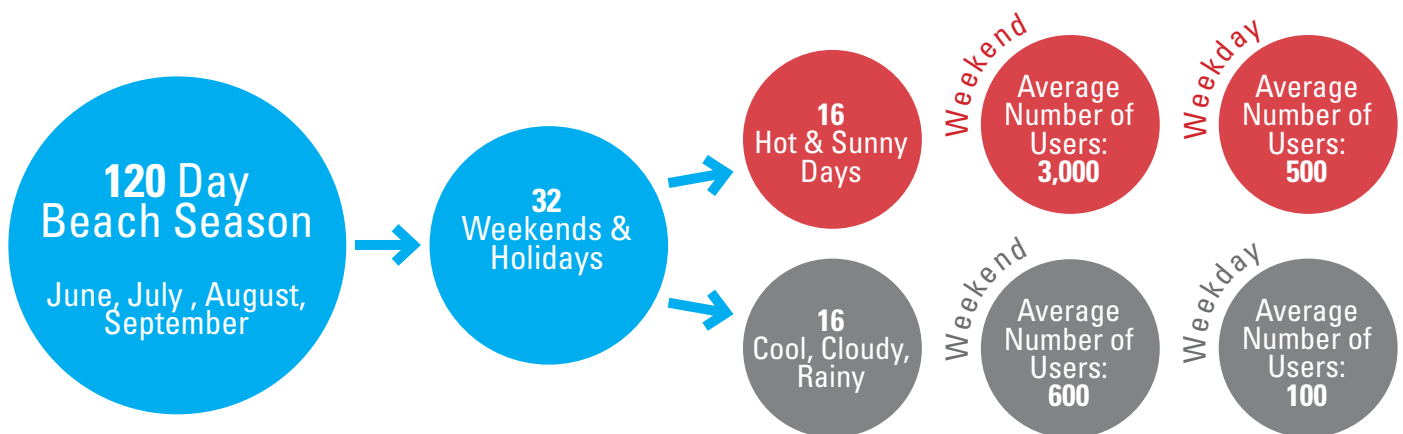 120 Day
Beach Season
June, July , August,
September
32
Weekends &
Holidays
16
Hot & Sunny
Days
Weekend
Average
Number of
Users:
3,000
Weekday
Average
Number of
Users:
500
16
Cool, Cloudy,
Rainy
Weekend
Average
Number of
Users:
600
Weekday
Average
Number of
Users:
100